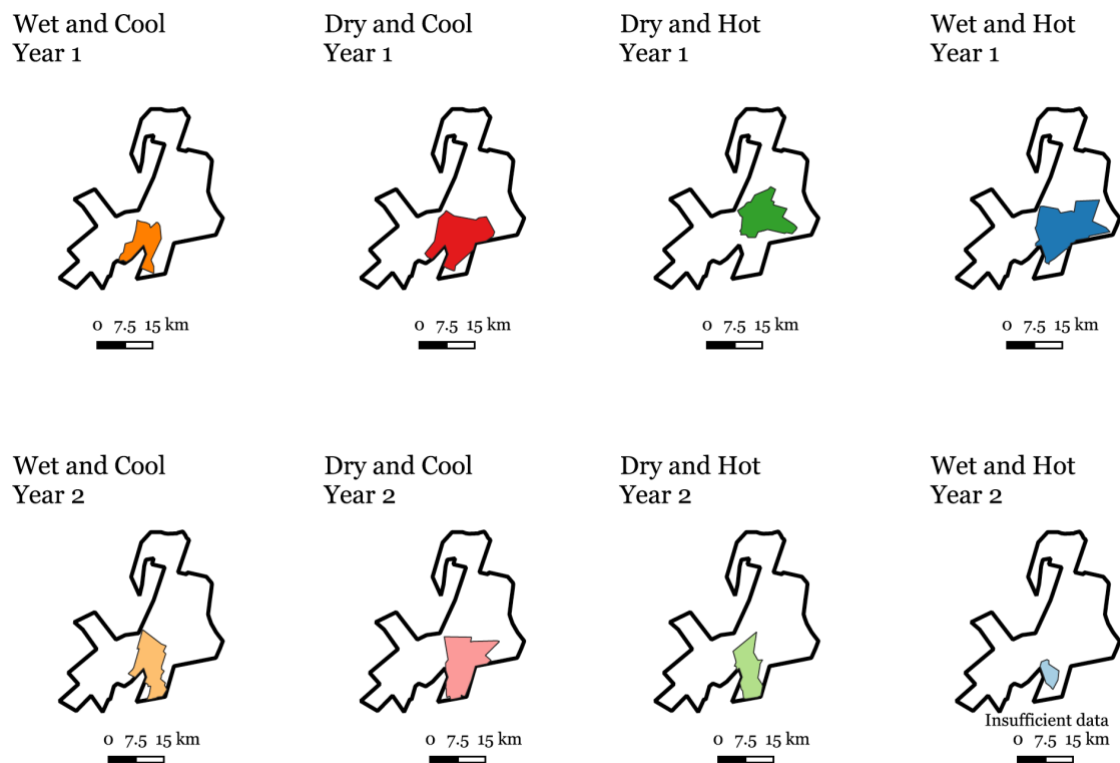 Wet and Cool
Year 1
Dry and Cool
Year 1
Dry and Hot
Year 1
Wet and Hot
Year 1
0 7.5 15 km
0 7.5 15 km
0 7.5 15 km
0 7.5 15 km
Wet and Cool
Year 2
Dry and Cool
Year 2
Dry and Hot
Year 2
Wet and Hot
Year 2
Insufficient data
0 7.5 15 km
0 7.5 15 km
0 7.5 15 km
0 7.5 15 km